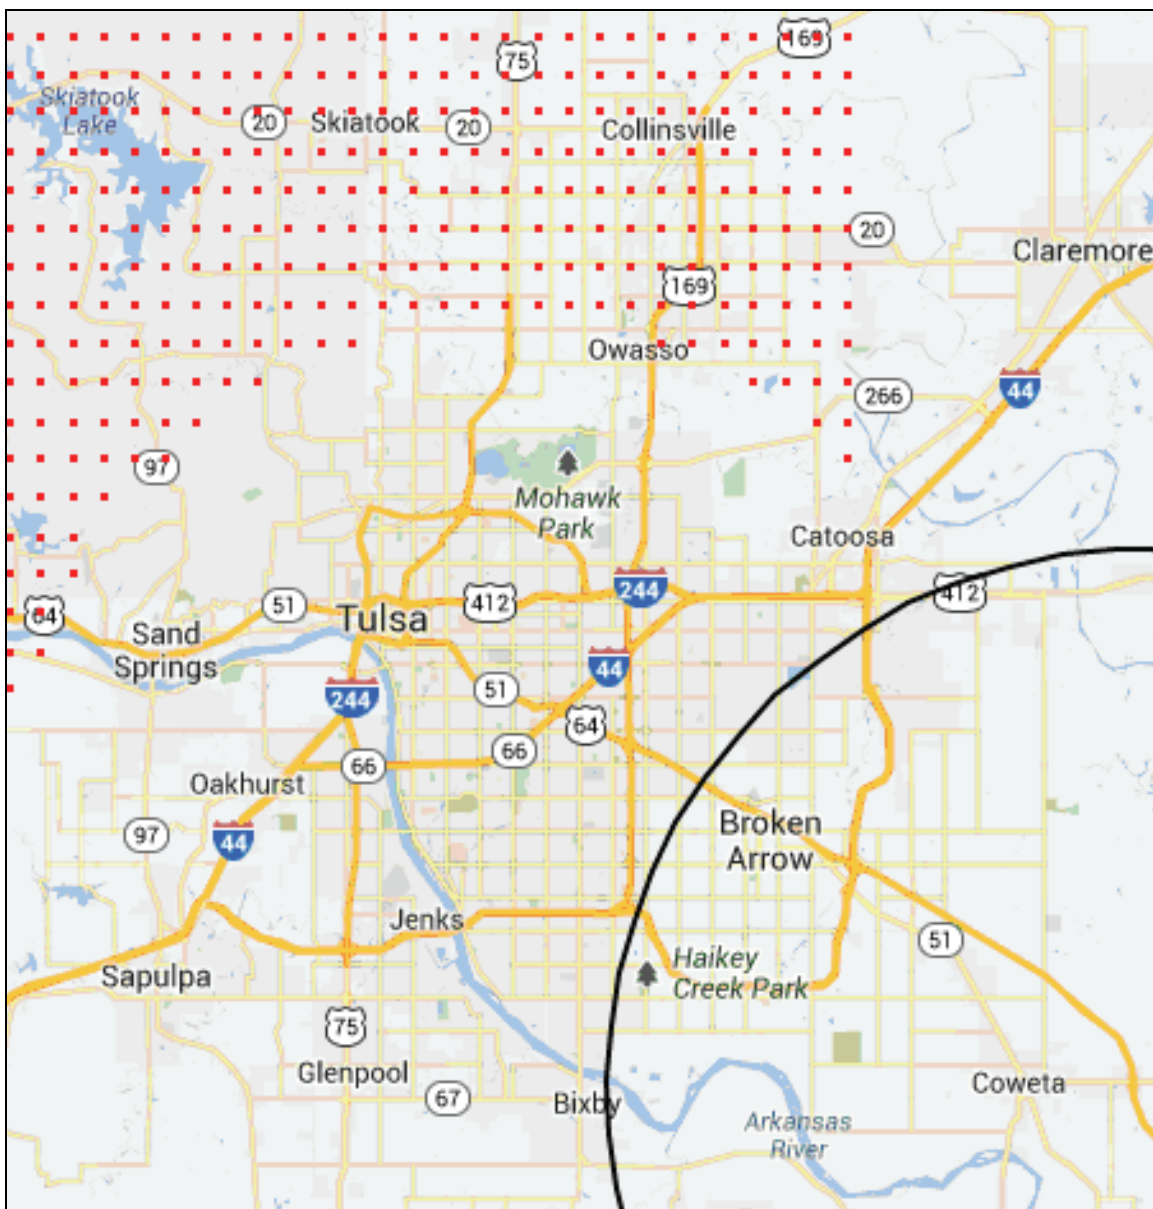 169
75
Skiatook
Lake
20
Skiatook
20
Collinsville
20
Claremore
169
Owasso
44
266
97
Mohawk
Park
Catoosa
244
412
51
412
64
Tulsa
Sand
Springs
44
51
244
64
66
66
Oakhurst
97
44
Broken
Arrow
Jenks
51
Haikey
Creek Park
Sapulpa
75
Glenpool
67
Bixby
Coweta
Arkansas
River